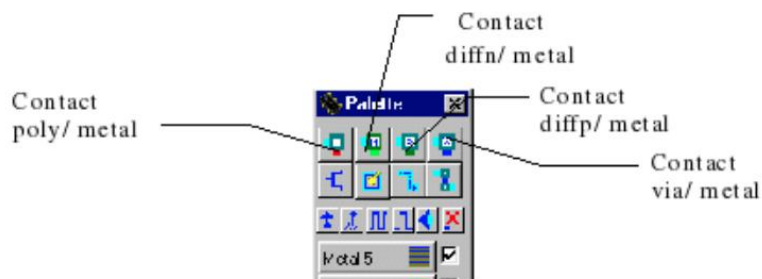 Contact
diffn/ metal
Contact
poly/ metal
Palette
Contact
diffp/ metal
Contact
via/ metal
Metal 5